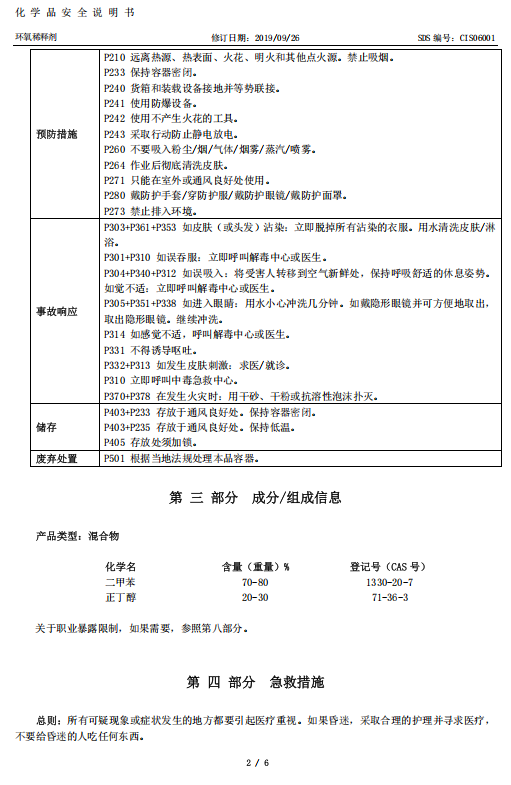 化 学 品 安 全 说 明 书
环氧稀释剂 修订日期：2019/09/26 SDS 编号：CIS06001
预防措施
P210 远离热源、热表面、火花、明火和其他点火源。禁止吸烟。
P233 保持容器密闭。
P240 货箱和装载设备接地并等势联接。
P241 使用防爆设备。
P242 使用不产生火花的工具。
P243 采取行动防止静电放电。
P260 不要吸入粉尘/烟/气体/烟雾/蒸汽/喷雾。
P264 作业后彻底清洗皮肤。
P271 只能在室外或通风良好处使用。
P280 戴防护手套/穿防护服/戴防护眼镜/戴防护面罩。
P273 禁止排入环境。
事故响应
P303+P361+P353 如皮肤（或头发）沾染：立即脱掉所有沾染的衣服。用水清洗皮肤/淋
浴。
P301+P310 如误吞服：立即呼叫解毒中心或医生。
P304+P340+P312 如误吸入：将受害人转移到空气新鲜处，保持呼吸舒适的休息姿势。
如觉不适：立即呼叫解毒中心或医生。
P305+P351+P338 如进入眼睛：用水小心冲洗几分钟。如戴隐形眼镜并可方便地取出，
取出隐形眼镜。继续冲洗。
P314 如感觉不适，呼叫解毒中心或医生。
P331 不得诱导呕吐。
P332+P313 如发生皮肤刺激：求医/就诊。
P310 立即呼叫中毒急救中心。
P370+P378 在发生火灾时：用干砂、干粉或抗溶性泡沫扑灭。
储存
P403+P233 存放于通风良好处。保持容器密闭。
P403+P235 存放于通风良好处。保持低温。
P405 存放处须加锁。
废弃处置 P501 根据当地法规处理本品容器。
第 三 部分 成分/组成信息
产品类型：混合物
化学名 含量（重量）% 登记号（CAS 号）
二甲苯 70-80 1330-20-7
正丁醇 20-30 71-36-3
关于职业暴露限制，如果需要，参照第八部分。
第 四 部分 急救措施
总则：所有可疑现象或症状发生的地方都要引起医疗重视。如果昏迷，采取合理的护理并寻求医疗，
不要给昏迷的人吃任何东西。
2 / 6